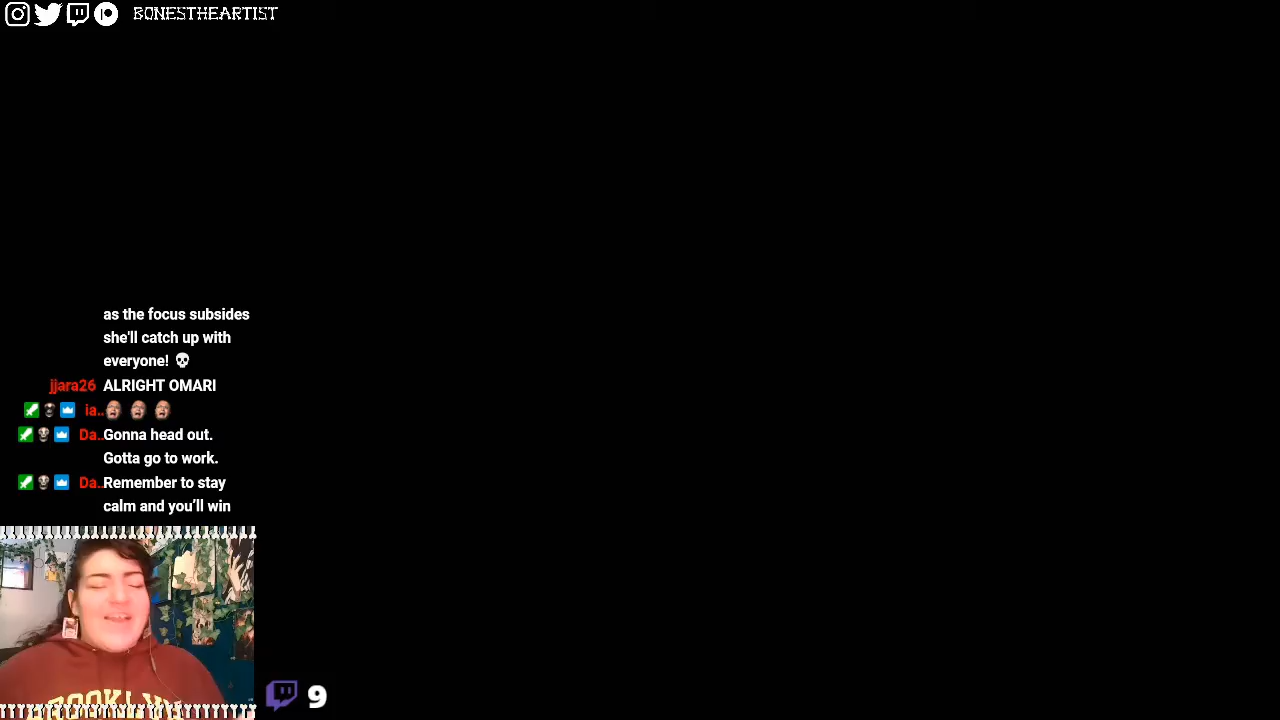 BONESTHEARTIST
as the focus subsides
she'll catch up with
everyone! 💀
jjara26 ALRIGHT OMARI
ia..
Da.. Gonna head out.
Gotta go to work.
Da.. Remember to stay
calm and you'll win
BROOKLYN
9